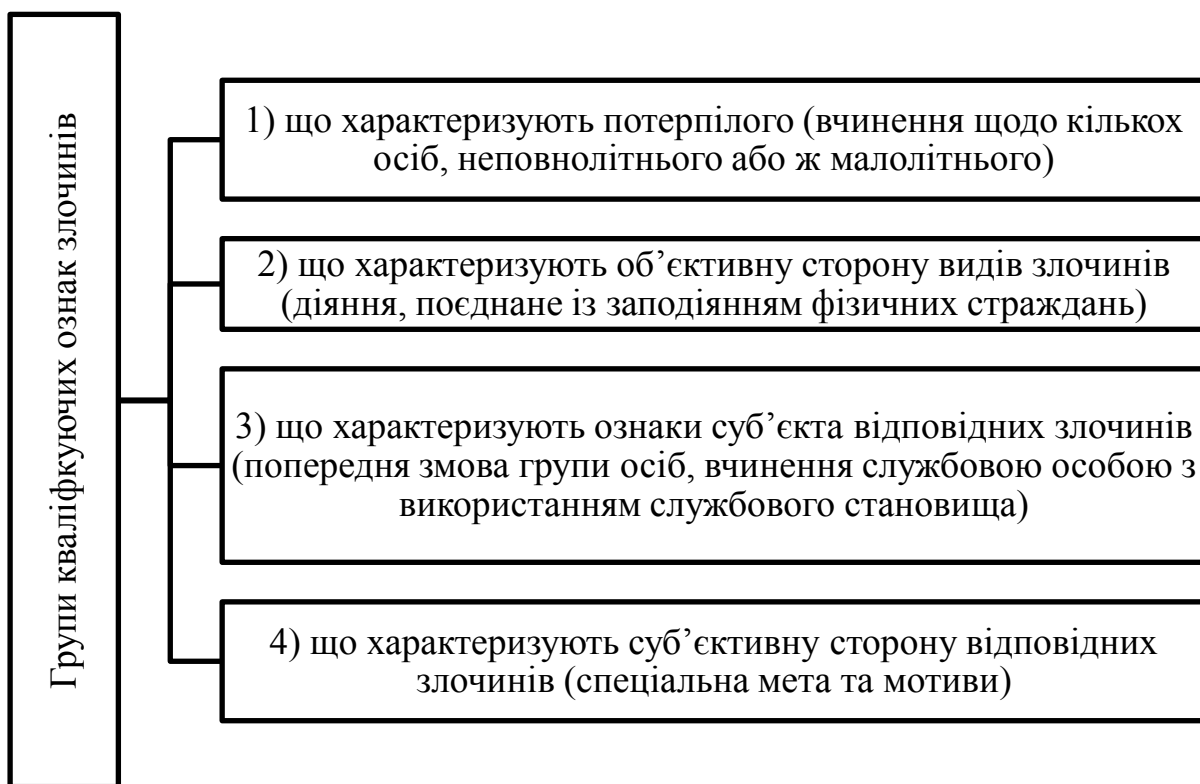 Групи кваліфкуючих ознак злочинів
1) що характеризують потерпілого (вчинення щодо кількох
осіб, неповнолітнього або ж малолітнього)
2) що характеризують об’єктивну сторону видів злочинів
(діяння, поєднане із заподіянням фізичних страждань)
3) що характеризують ознаки суб’єкта відповідних злочинів
(попередня змова групи осіб, вчинення службовою особою з
використанням службового становища)
4) що характеризують суб’єктивну сторону відповідних
злочинів (спеціальна мета та мотиви)